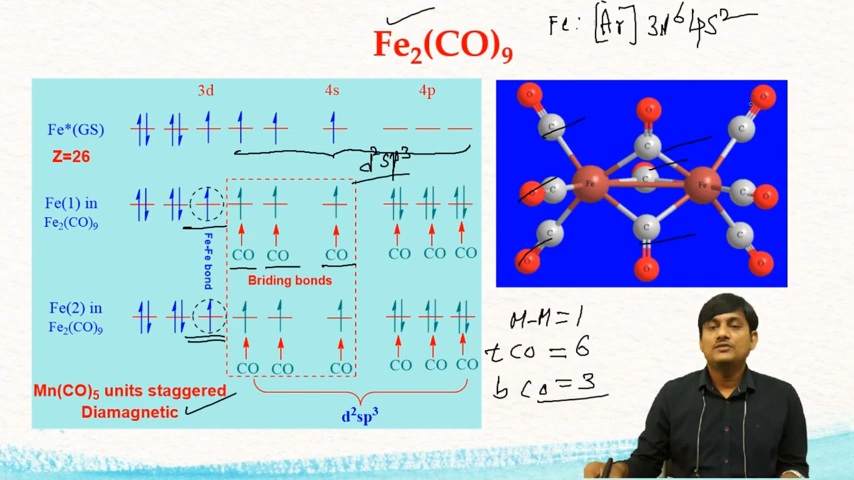 Fe₂(CO)₉
Fe: [Ar] 3d⁶ 4s²
3d 4s 4p
Fe*(GS)
Z=26
d²sp³
Fe(1) in
Fe₂(CO)₉
CO CO CO CO CO CO
Fe-Fe bond
Briding bonds
Fe(2) in
Fe₂(CO)₉
CO CO CO CO CO CO
Mn(CO)₅ units staggered
Diamagnetic
d²sp³
O O O
C C C
C
Fe Fe
O C C O
C C C
O O O
M-M = 1
t CO = 6
b CO = 3